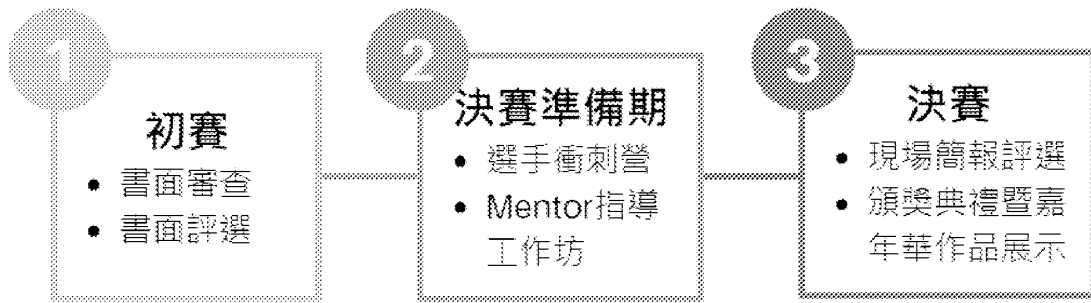 1
初賽
• 書面審查
• 書面評選
2
決賽準備期
• 選手衝刺營
• Mentor指導
工作坊
3
決賽
• 現場簡報評選
• 頒獎典禮暨嘉
年華作品展示